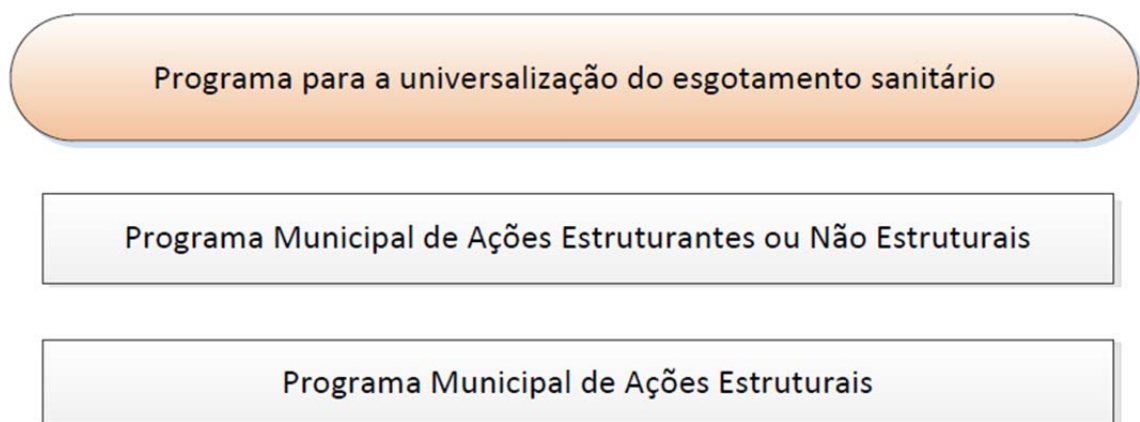 Programa para a universalização do esgotamento sanitário
Programa Municipal de Ações Estruturantes ou Não Estruturais
Programa Municipal de Ações Estruturais